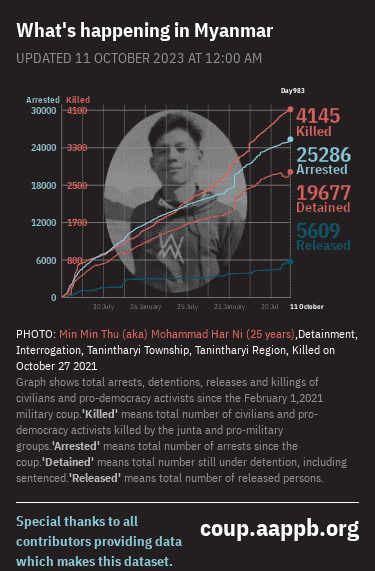 What's happening in Myanmar
UPDATED 11 OCTOBER 2023 AT 12:00 AM
Day983
Arrested Killed
30000 4100
24000 3300
18000 2500
12000 1700
6000 800
0
4145
Killed
25286
Arrested
19677
Detained
5609
Released
30 July 26 January 25 July 21 January 20 Jul 11 October
PHOTO: Min Min Thu (aka) Mohammad Har Ni (25 years),Detainment,
Interrogation, Tanintharyi Township, Tanintharyi Region, Killed on
October 27 2021
Graph shows total arrests, detentions, releases and killings of
civilians and pro-democracy activists since the February 1,2021
military coup.'Killed' means total number of civilians and pro-
democracy activists killed by the junta and pro-military
groups.'Arrested' means total number of arrests since the
coup.'Detained' means total number still under detention, including
sentenced.'Released' means total number of released persons.
Special thanks to all
contributors providing data
which makes this dataset.
coup.aappb.org